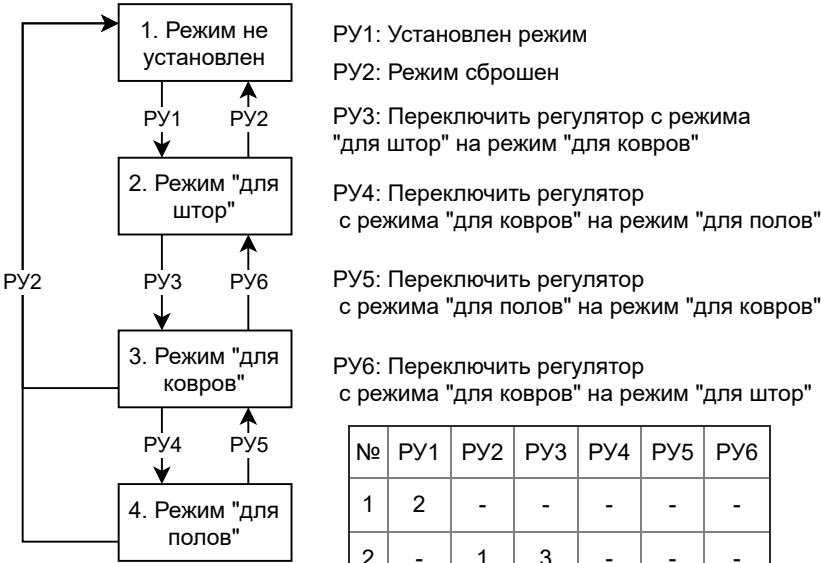 1. Режим не
установлен
РУ1
РУ2
2. Режим "для
штор"
РУ2
РУ3
РУ6
3. Режим "для
ковров"
РУ4
РУ5
4. Режим "для
полов"
РУ1: Установлен режим
РУ2: Режим сброшен
РУ3: Переключить регулятор с режима
"для штор" на режим "для ковров"
РУ4: Переключить регулятор
с режима "для ковров" на режим "для полов"
РУ5: Переключить регулятор
с режима "для полов" на режим "для ковров"
РУ6: Переключить регулятор
с режима "для ковров" на режим "для штор"
№ РУ1 РУ2 РУ3 РУ4 РУ5 РУ6
1 2 - - - - -
2 - 1 3 - - -